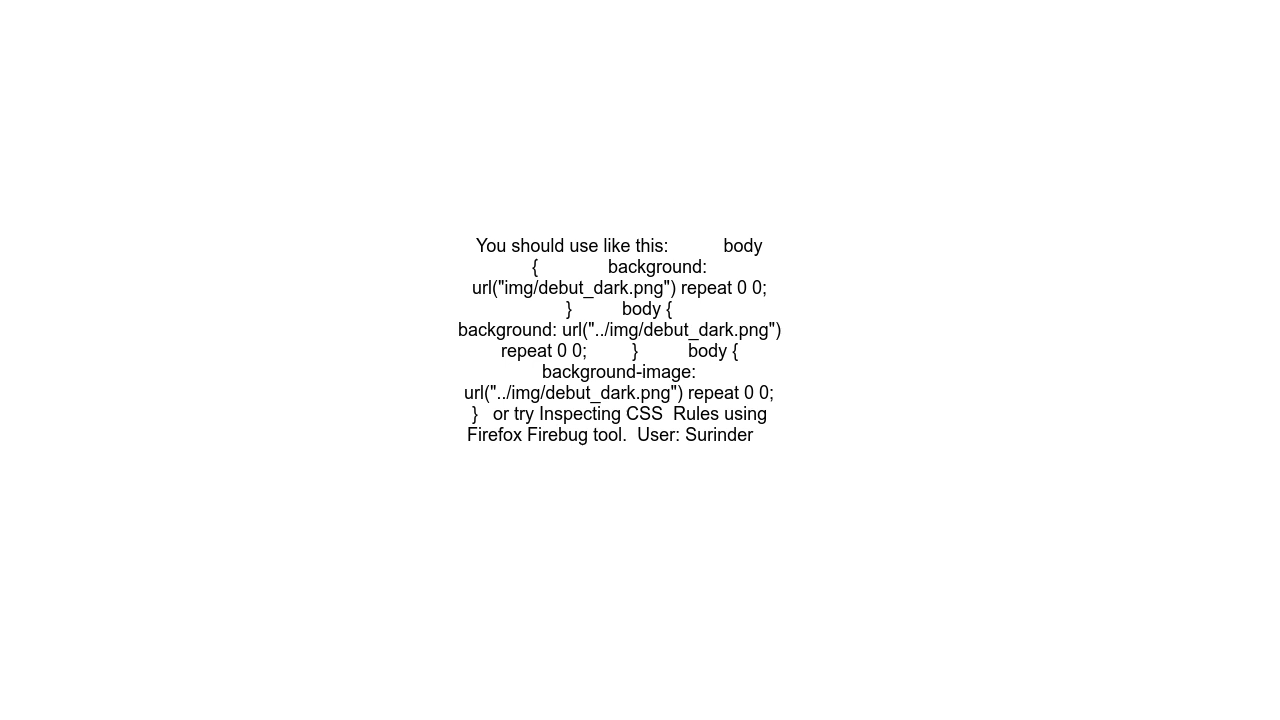 You should use like this:           body
{              background:
url("img/debut_dark.png") repeat 0 0;
}          body {
background: url("../img/debut_dark.png")
repeat 0 0;         }          body {
background-image:
url("../img/debut_dark.png") repeat 0 0;
}   or try Inspecting CSS  Rules using
Firefox Firebug tool.  User: Surinder